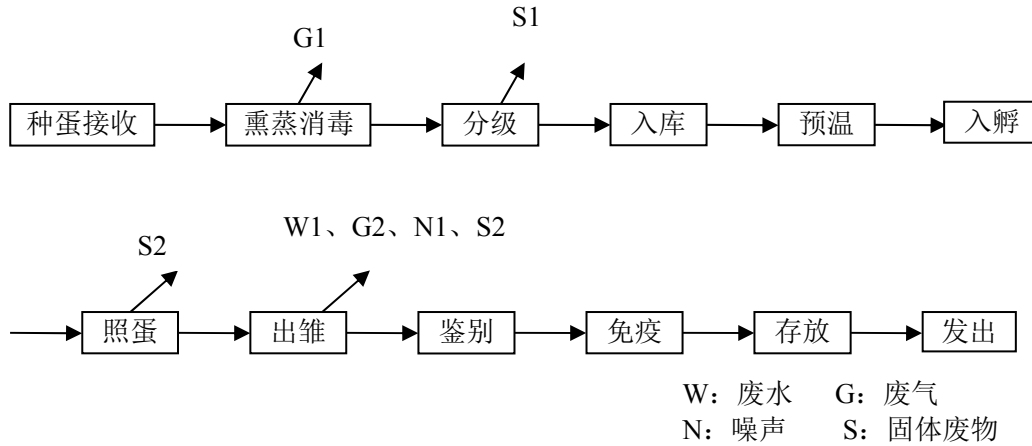 G1
S1
种蛋接收 熏蒸消毒 分级 入库 预温 入孵
S2
W1、G2、N1、S2
照蛋 出雏 鉴别 免疫 存放 发出
W：废水 G：废气
N：噪声 S：固体废物